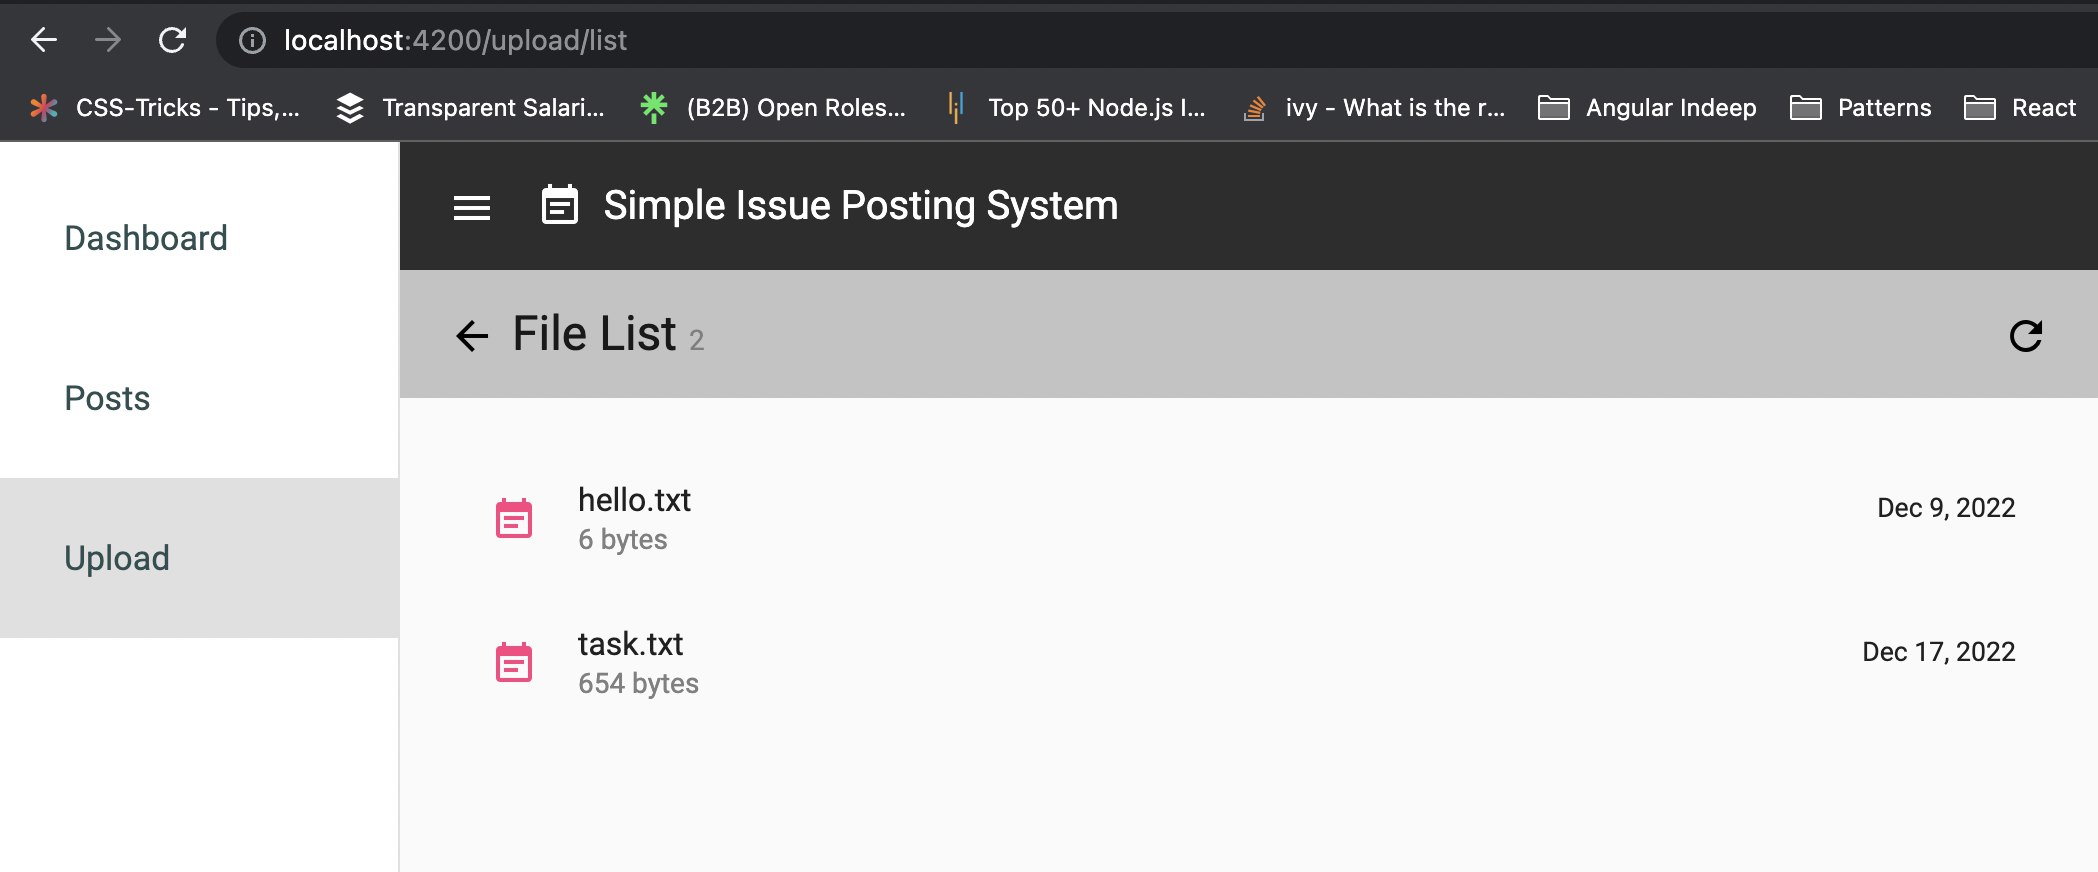 localhost:4200/upload/list
CSS-Tricks - Tips,... Transparent Salari... (B2B) Open Roles... Top 50+ Node.js I... ivy - What is the r... Angular Indeep Patterns React
Simple Issue Posting System
Dashboard
File List 2
Posts
hello.txt Dec 9, 2022
6 bytes
Upload
task.txt Dec 17, 2022
654 bytes